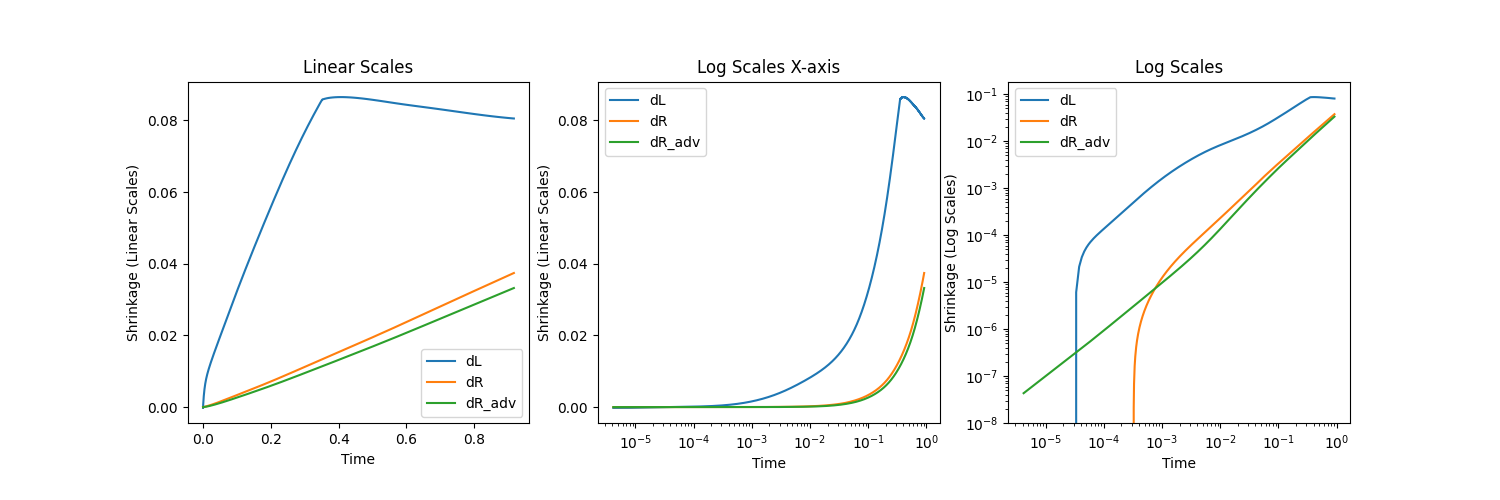 Linear Scales
Shrinkage (Linear Scales)
0.08
0.06
0.04
0.02
0.00
0.0 0.2 0.4 0.6 0.8
Time
dL
dR
dR_adv
Log Scales X-axis
Shrinkage (Linear Scales)
0.08
0.06
0.04
0.02
0.00
10⁻⁵ 10⁻⁴ 10⁻³ 10⁻² 10⁻¹ 10⁰
Time
dL
dR
dR_adv
Log Scales
Shrinkage (Log Scales)
10⁻¹
10⁻²
10⁻³
10⁻⁴
10⁻⁵
10⁻⁶
10⁻⁷
10⁻⁸
10⁻⁵ 10⁻⁴ 10⁻³ 10⁻² 10⁻¹ 10⁰
Time
dL
dR
dR_adv